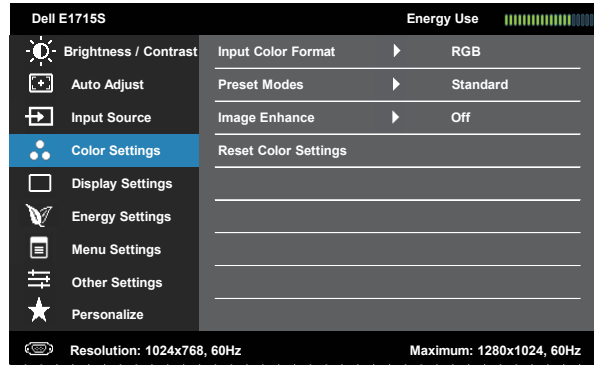 Dell E1715S Energy Use
Brightness / Contrast Input Color Format RGB
Auto Adjust Preset Modes Standard
Input Source Image Enhance Off
Color Settings Reset Color Settings
Display Settings
Energy Settings
Menu Settings
Other Settings
Personalize
Resolution: 1024x768, 60Hz Maximum: 1280x1024, 60Hz